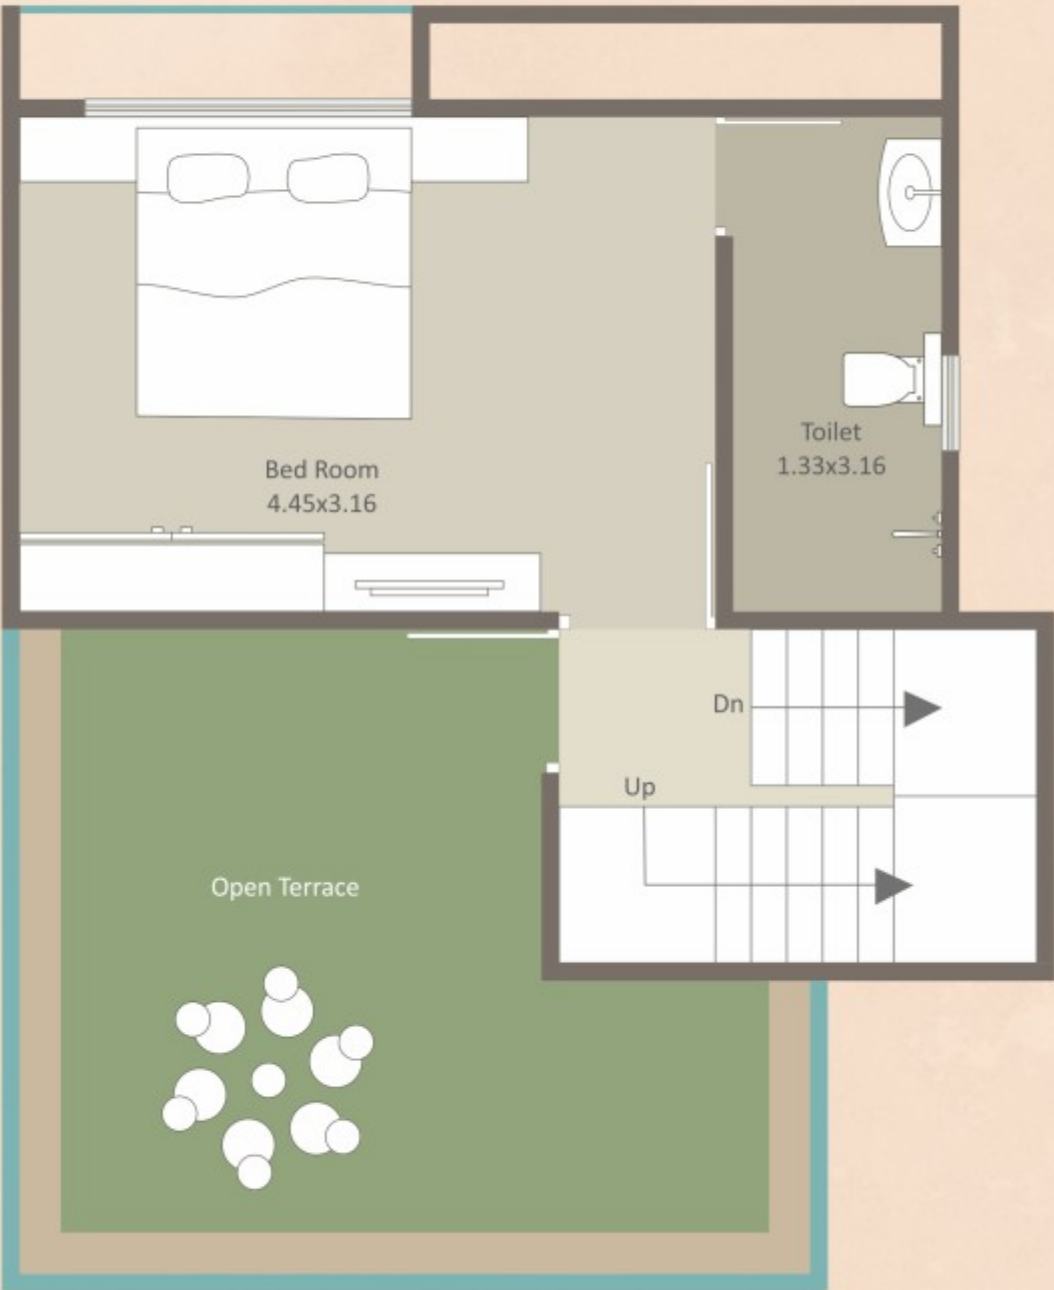 Toilet
1.33x3.16
Bed Room
4.45x3.16
Dn
Up
Open Terrace